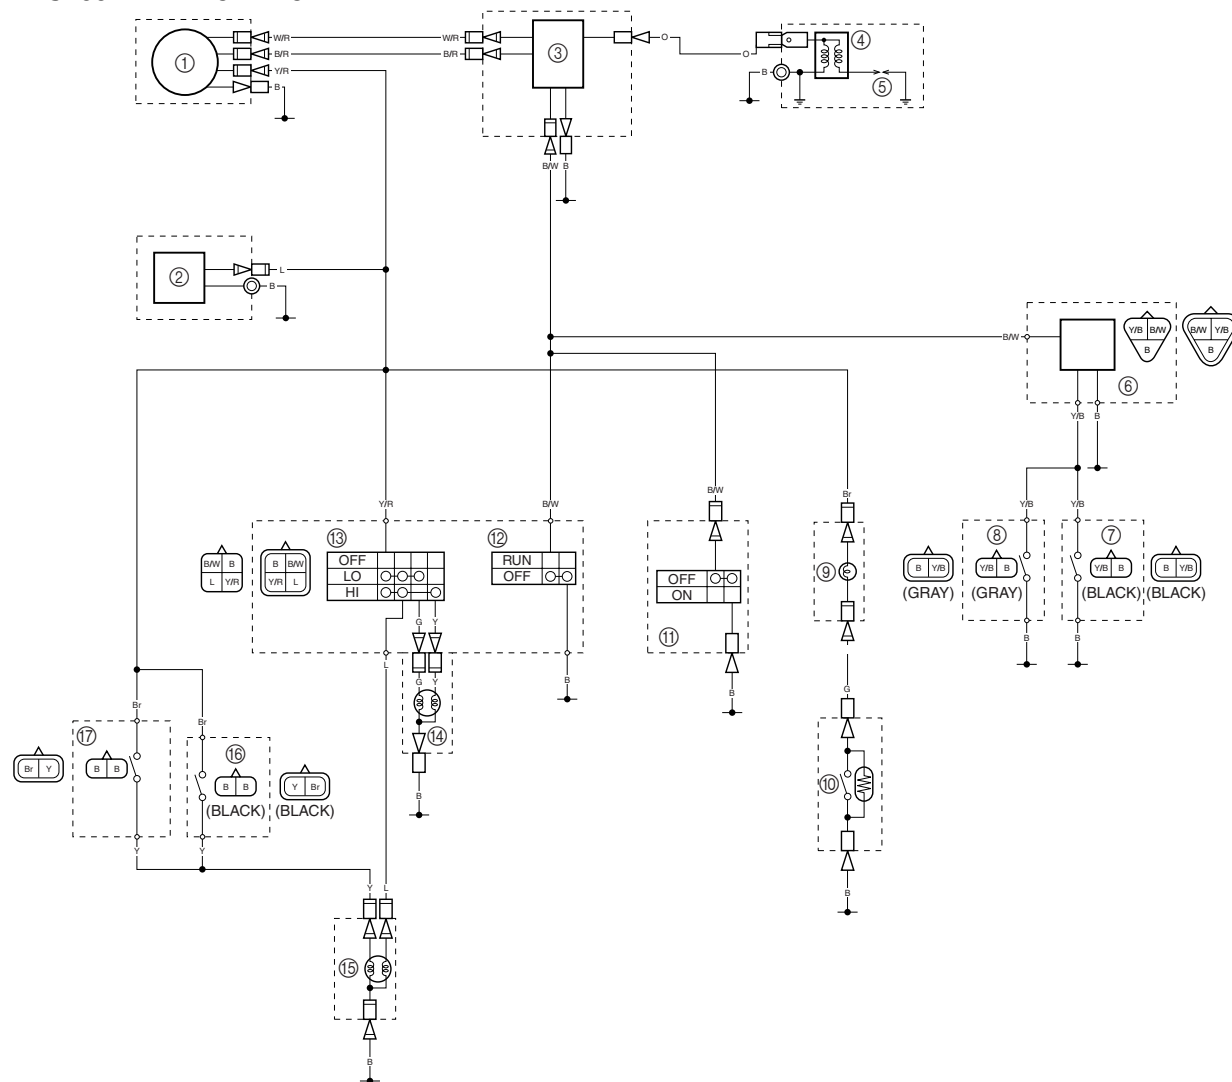 W/R
W/R
O
①
B/R
B/R
③
O
④
Y/R
B
B
⑤
B/W B
②
L
B
B/W
Y/B B/W
B
B/W Y/B
B
⑥
Y/B B
Y/R
B/W
B/W
Br
Y/B
Y/B
⑬
⑫
⑧
⑦
B/W B
L Y/R
B B/W
Y/R L
OFF
LO
HI
RUN
OFF
OFF
ON
⑨
B Y/B
(GRAY)
Y/B B
(GRAY)
Y/B B
(BLACK)
B Y/B
(BLACK)
⑪
G Y
L
G Y
B
B
B
B
G
Br
Br
⑰
⑯
⑭
⑩
Br Y
B B
B B
(BLACK)
Y Br
(BLACK)
B
Y
Y
Y L
B
⑮
B